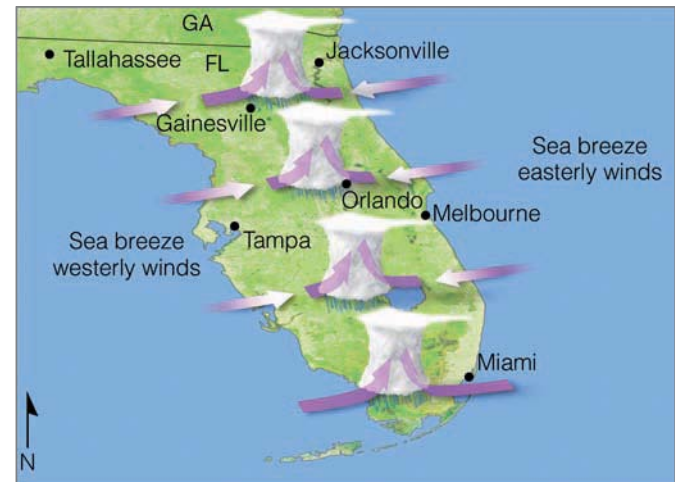 GA
Tallahassee
FL
Jacksonville
Gainesville
Sea breeze
easterly winds
Orlando
Melbourne
Sea breeze
westerly winds
Tampa
Miami
N